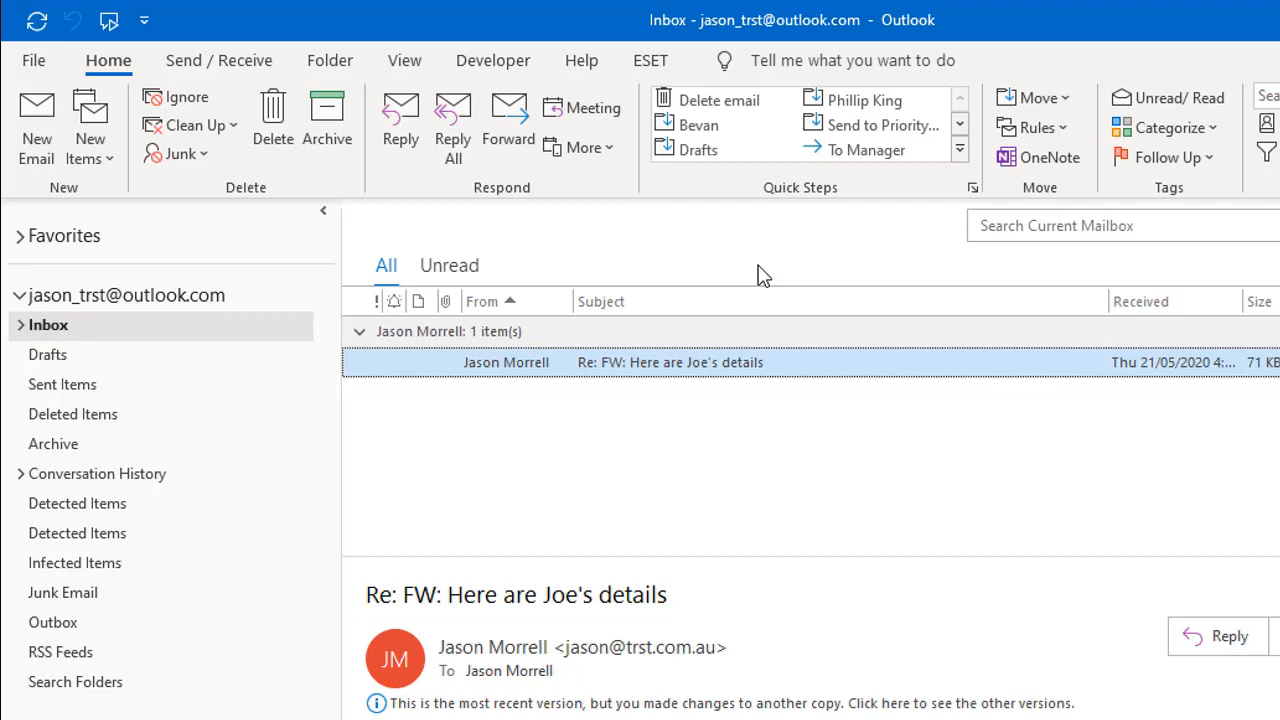 Inbox - jason_trst@outlook.com - Outlook
File Home Send / Receive Folder View Developer Help ESET Tell me what you want to do
New Email
New Items
New
Ignore
Clean Up
Junk
Delete
Archive
Delete
Reply
Reply All
Forward
Meeting
More
Respond
Delete email
Bevan
Drafts
Phillip King
Send to Priority...
To Manager
Quick Steps
Move
Rules
OneNote
Move
Unread/ Read
Categorize
Follow Up
Tags
Sea
Favorites
jason_trst@outlook.com
Inbox
Drafts
Sent Items
Deleted Items
Archive
Conversation History
Detected Items
Detected Items
Infected Items
Junk Email
Outbox
RSS Feeds
Search Folders
Search Current Mailbox
All Unread
! From Subject Received Size
Jason Morrell: 1 item(s)
Jason Morrell Re: FW: Here are Joe's details Thu 21/05/2020 4:... 71 KB
Re: FW: Here are Joe's details
JM
Jason Morrell <jason@trst.com.au>
To Jason Morrell
Reply
This is the most recent version, but you made changes to another copy. Click here to see the other versions.